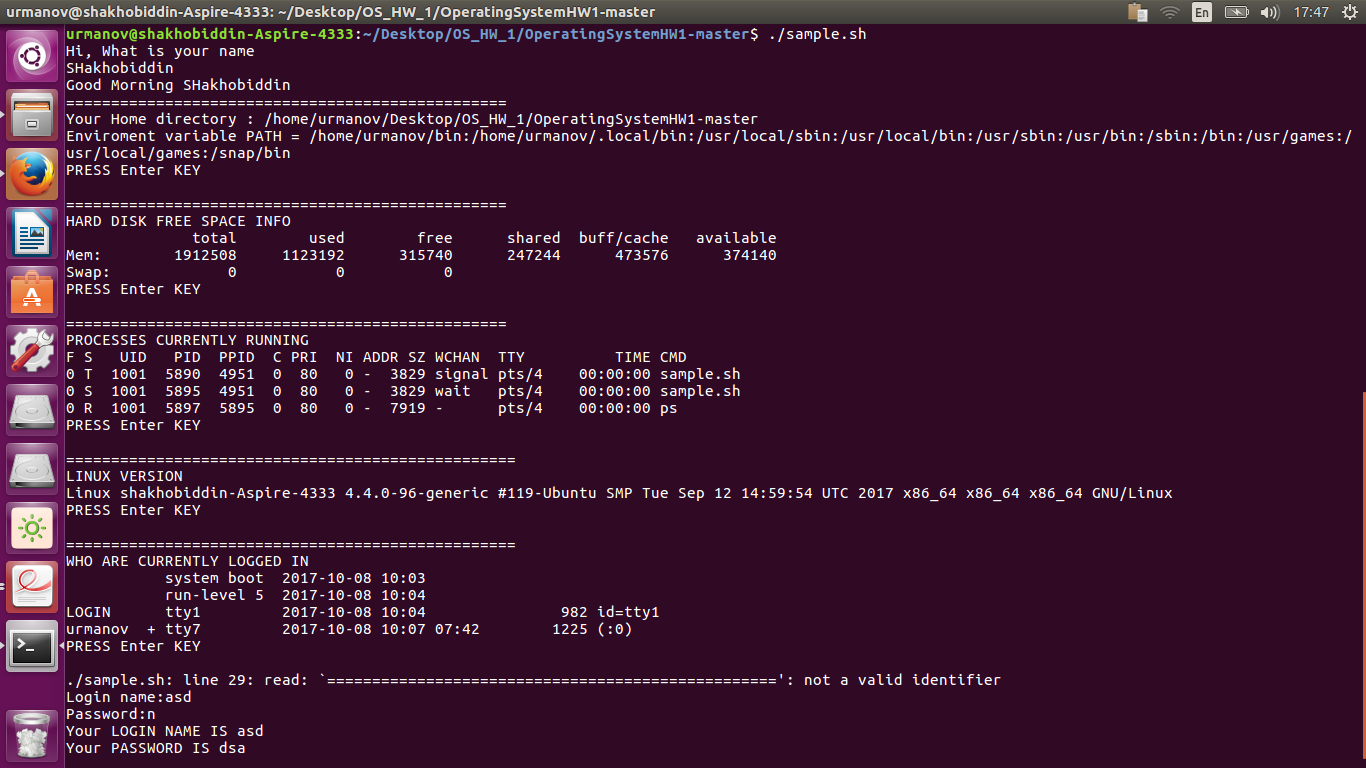 urmanov@shakhobiddin-Aspire-4333: ~/Desktop/OS_HW_1/OperatingSystemHW1-master
En
17:47
urmanov@shakhobiddin-Aspire-4333:~/Desktop/OS_HW_1/OperatingSystemHW1-master$ ./sample.sh
Hi, What is your name
SHakhobiddin
Good Morning SHakhobiddin
=================================================
Your Home directory : /home/urmanov/Desktop/OS_HW_1/OperatingSystemHW1-master
Enviroment variable PATH = /home/urmanov/bin:/home/urmanov/.local/bin:/usr/local/sbin:/usr/local/bin:/usr/sbin:/usr/bin:/sbin:/bin:/usr/games:/
usr/local/games:/snap/bin
PRESS Enter KEY
=================================================
HARD DISK FREE SPACE INFO
              total        used        free      shared  buff/cache   available
Mem:        1912508     1123192      315740      247244      473576      374140
Swap:             0           0           0
PRESS Enter KEY
=================================================
PROCESSES CURRENTLY RUNNING
F S   UID   PID  PPID  C PRI  NI ADDR SZ WCHAN  TTY          TIME CMD
0 T  1001  5890  4951  0  80   0 -  3829 signal pts/4    00:00:00 sample.sh
0 S  1001  5895  4951  0  80   0 -  3829 wait   pts/4    00:00:00 sample.sh
0 R  1001  5897  5895  0  80   0 -  7919 -      pts/4    00:00:00 ps
PRESS Enter KEY
==================================================
LINUX VERSION
Linux shakhobiddin-Aspire-4333 4.4.0-96-generic #119-Ubuntu SMP Tue Sep 12 14:59:54 UTC 2017 x86_64 x86_64 x86_64 GNU/Linux
PRESS Enter KEY
==================================================
WHO ARE CURRENTLY LOGGED IN
           system boot  2017-10-08 10:03
           run-level 5  2017-10-08 10:04
LOGIN      tty1         2017-10-08 10:04               982 id=tty1
urmanov  + tty7         2017-10-08 10:07 07:42        1225 (:0)
PRESS Enter KEY
./sample.sh: line 29: read: `==================================================': not a valid identifier
Login name:asd
Password:n
Your LOGIN NAME IS asd
Your PASSWORD IS dsa